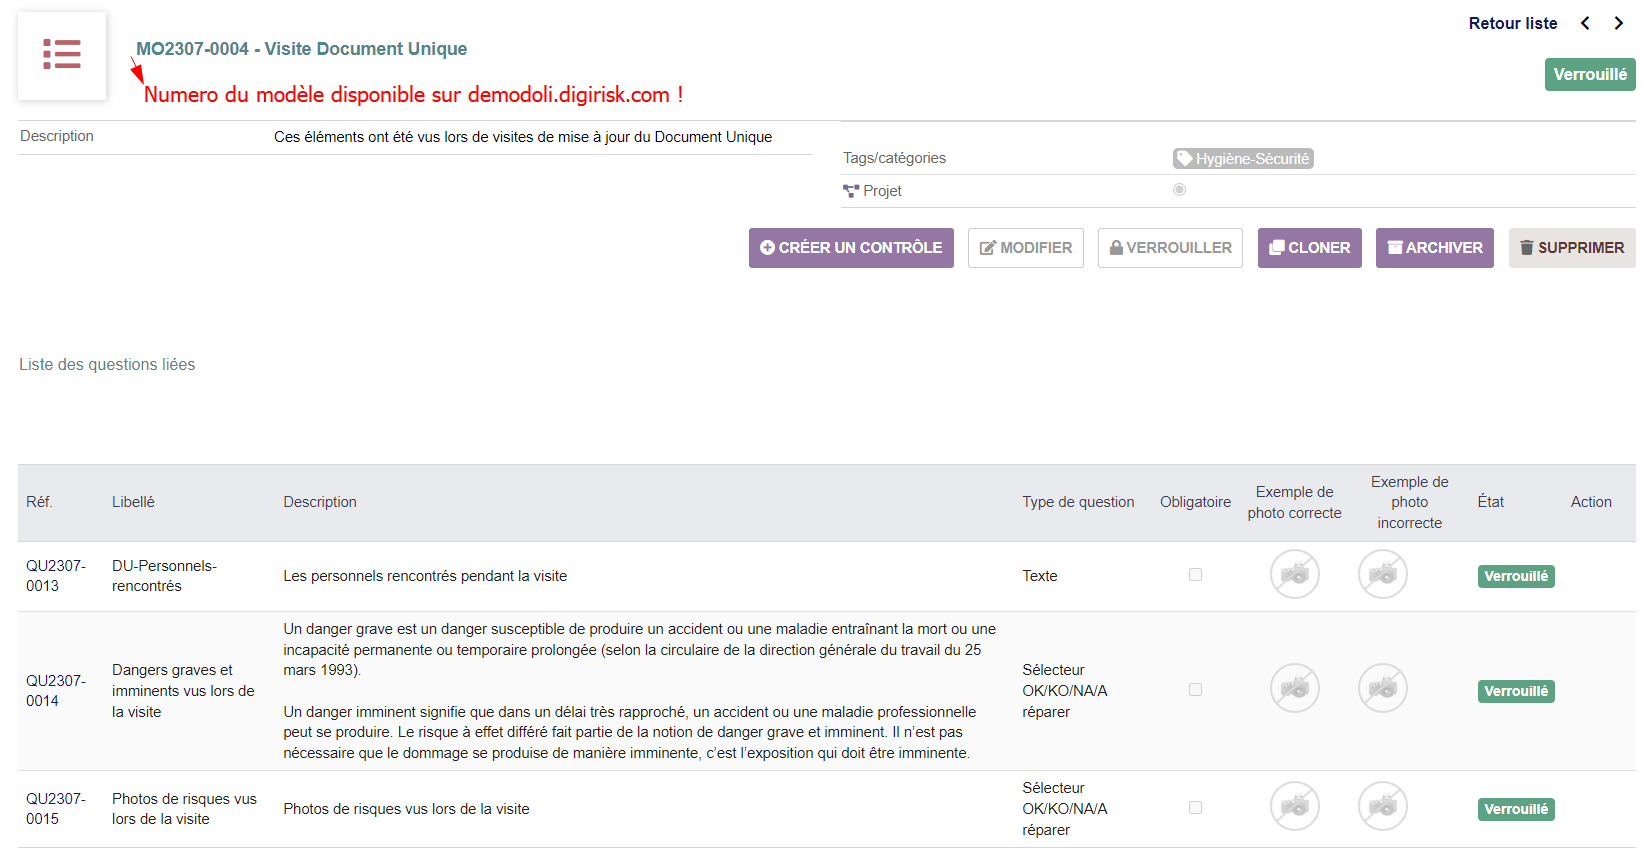 Retour liste
MO2307-0004 - Visite Document Unique
Verrouillé
Numero du modèle disponible sur demodoli.digirisk.com !
Description
Ces éléments ont été vus lors de visites de mise à jour du Document Unique
Tags/catégories
Hygiène-Sécurité
Projet
CRÉER UN CONTRÔLE
MODIFIER
VERROUILLER
CLONER
ARCHIVER
SUPPRIMER
Liste des questions liées
Réf.
Libellé
Description
Type de question
Obligatoire
Exemple de
photo correcte
Exemple de
photo
incorrecte
État
Action
QU2307-
0013
DU-Personnels-
rencontrés
Les personnels rencontrés pendant la visite
Texte
Verrouillé
QU2307-
0014
Dangers graves et
imminents vus lors de
la visite
Un danger grave est un danger susceptible de produire un accident ou une maladie entraînant la mort ou une
incapacité permanente ou temporaire prolongée (selon la circulaire de la direction générale du travail du 25
mars 1993).
Un danger imminent signifie que dans un délai très rapproché, un accident ou une maladie professionnelle
peut se produire. Le risque à effet différé fait partie de la notion de danger grave et imminent. Il n’est pas
nécessaire que le dommage se produise de manière imminente, c’est l’exposition qui doit être imminente.
Sélecteur
OK/KO/NA/A
réparer
Verrouillé
QU2307-
0015
Photos de risques vus
lors de la visite
Photos de risques vus lors de la visite
Sélecteur
OK/KO/NA/A
réparer
Verrouillé